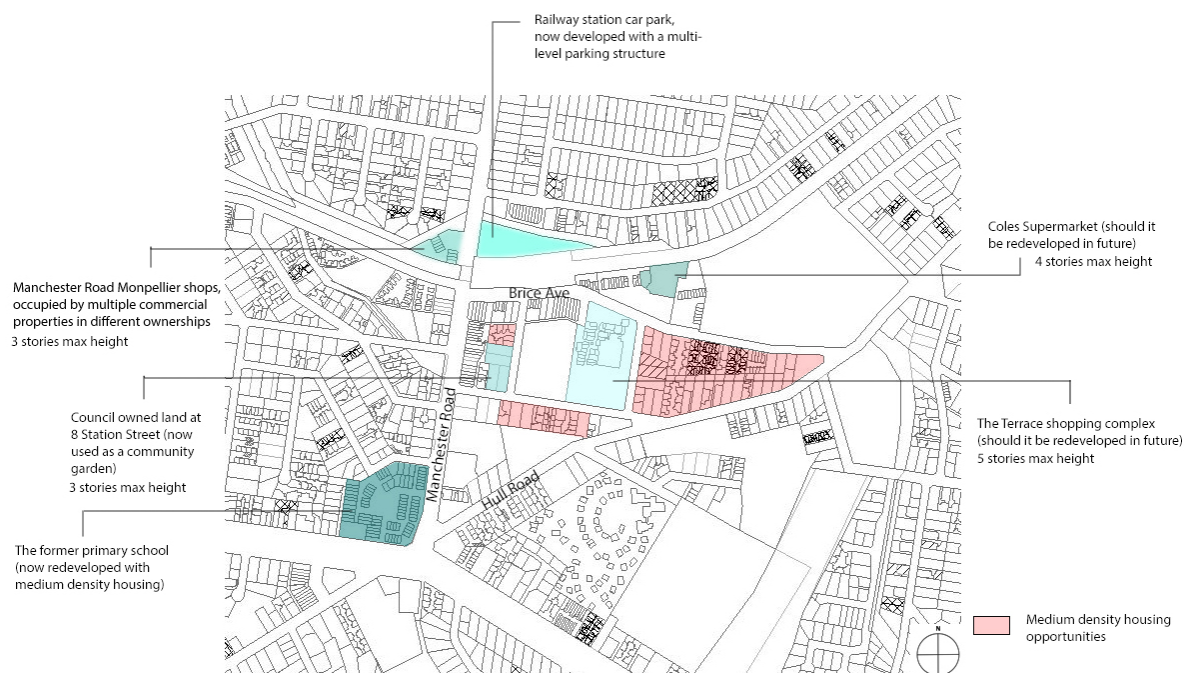 Railway station car park,
now developed with a multi-
level parking structure
Coles Supermarket (should it
be redeveloped in future)
4 stories max height
Manchester Road Monpellier shops,
occupied by multiple commercial
properties in different ownerships
3 stories max height
Brice Ave
Council owned land at
8 Station Street (now
used as a community
garden)
3 stories max height
Manchester Road
The Terrace shopping complex
(should it be redeveloped in future)
5 stories max height
Hull Road
The former primary school
(now redeveloped with
medium density housing)
N
Medium density housing
opportunities